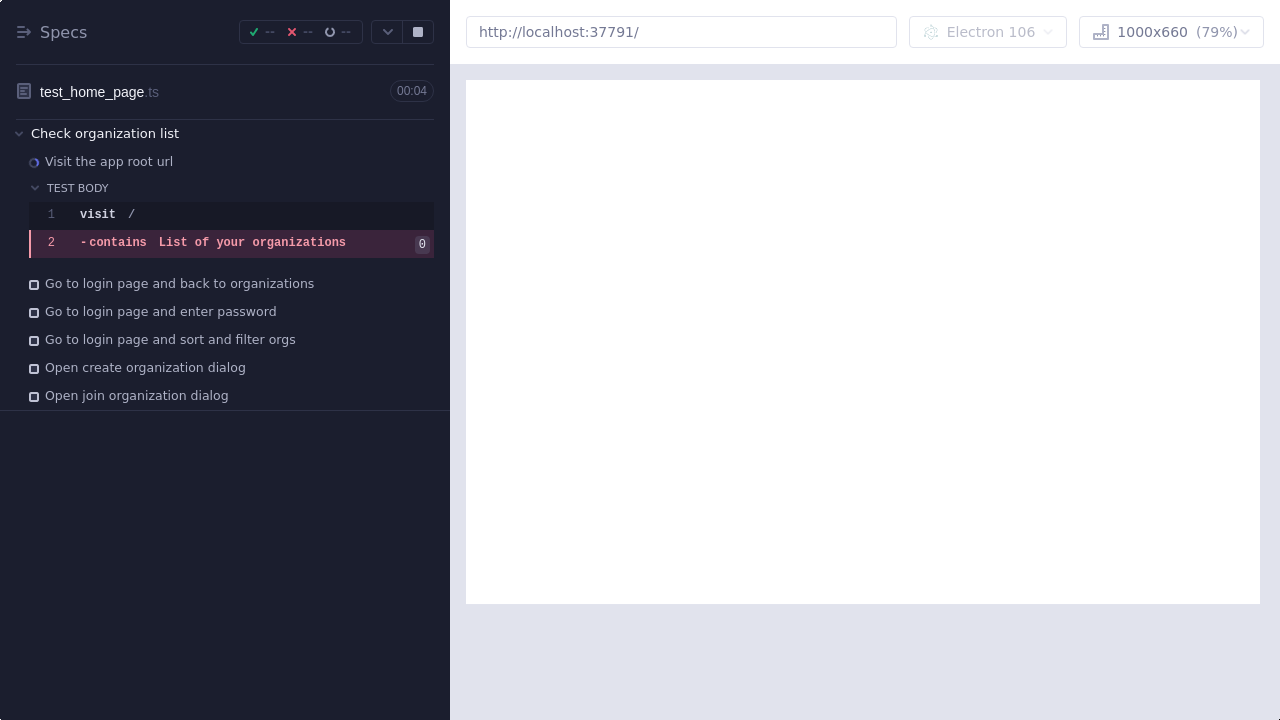 Specs
-- -- --
test_home_page.ts 00:04
Check organization list
Visit the app root url
TEST BODY
1 visit /
2 -contains List of your organizations 0
Go to login page and back to organizations
Go to login page and enter password
Go to login page and sort and filter orgs
Open create organization dialog
Open join organization dialog
http://localhost:37791/
Electron 106
1000x660 (79%)